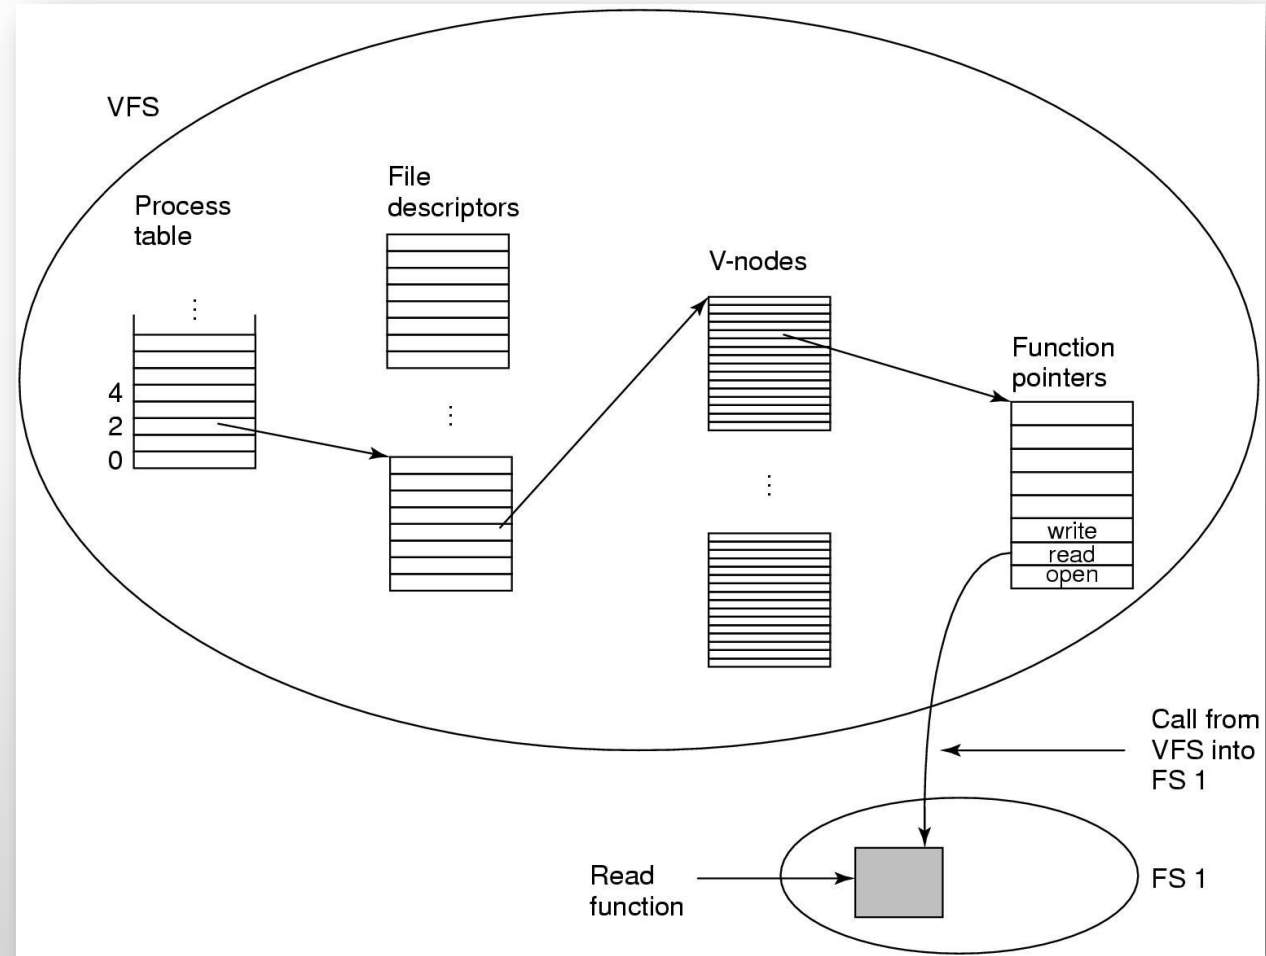 VFS
Process
table
File
descriptors
V-nodes
Function
pointers
4
2
0
write
read
open
Call from
VFS into
FS 1
Read
function
FS 1